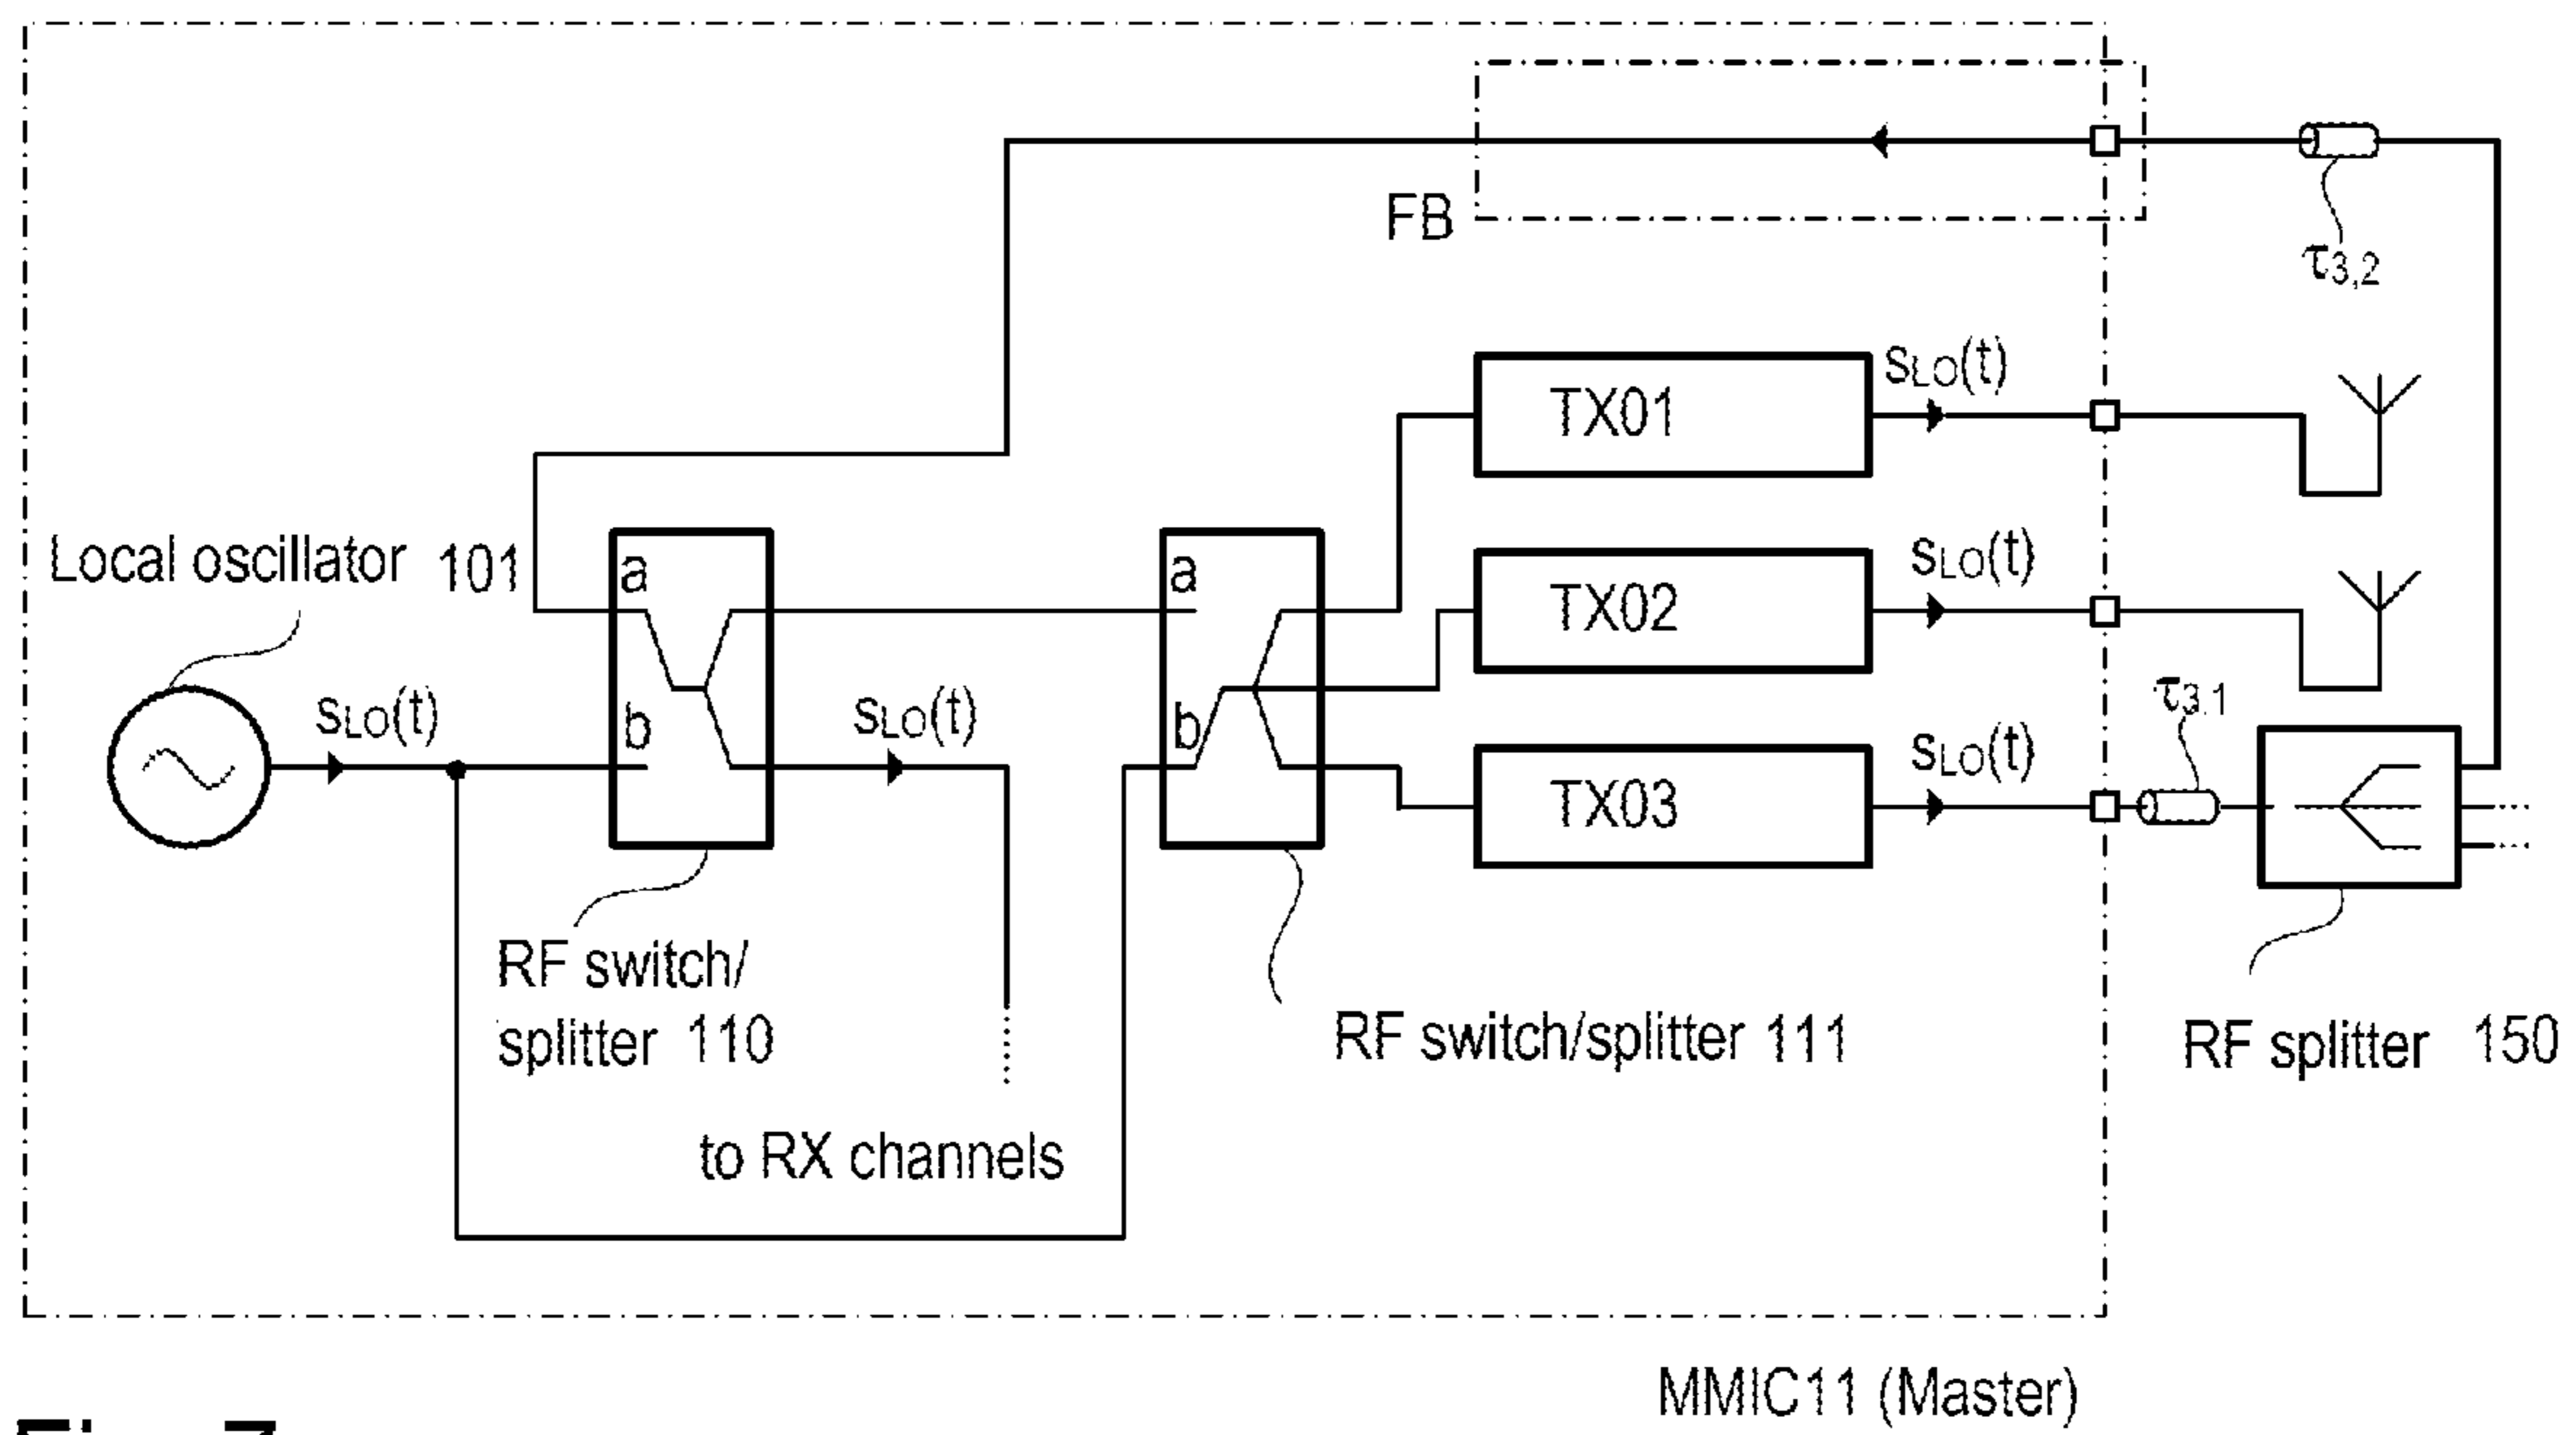 FB
τ3,2
TX01
sLO(t)
Local oscillator 101
a
a
TX02
sLO(t)
sLO(t)
b
sLO(t)
b
TX03
sLO(t)
τ3,1
RF switch/
splitter 110
RF switch/splitter 111
RF splitter 150
to RX channels
MMIC11 (Master)